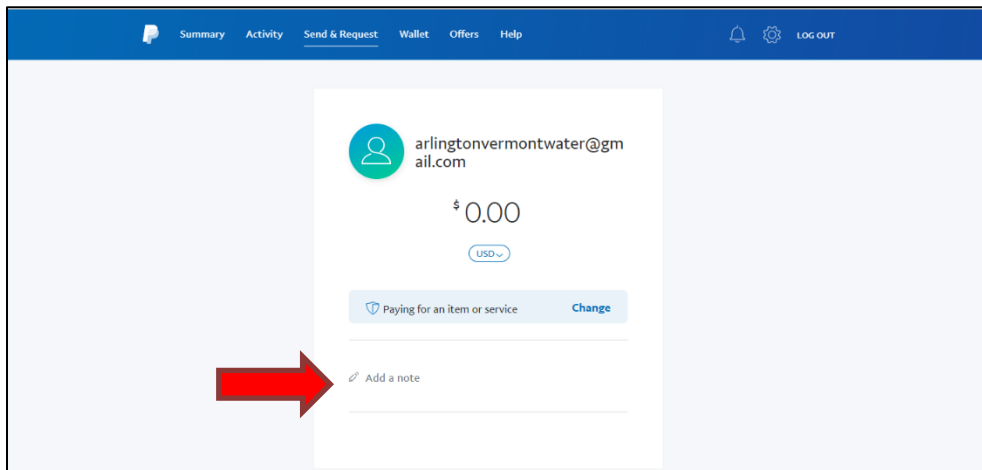 Summary Activity Send & Request Wallet Offers Help LOG OUT
arlingtonvermontwater@gm
ail.com
$ 0.00
USD
Paying for an item or service Change
Add a note